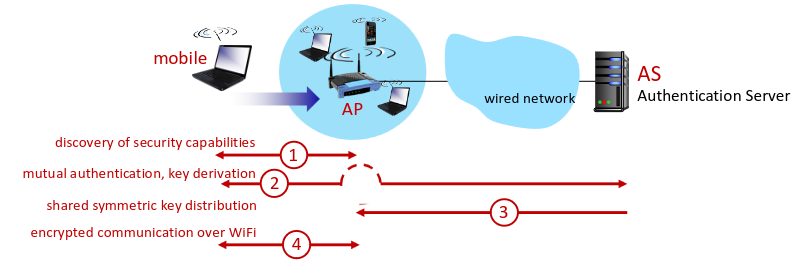 mobile
AP
wired network
AS
Authentication Server
discovery of security capabilities
1
mutual authentication, key derivation
2
shared symmetric key distribution
3
encrypted communication over WiFi
4